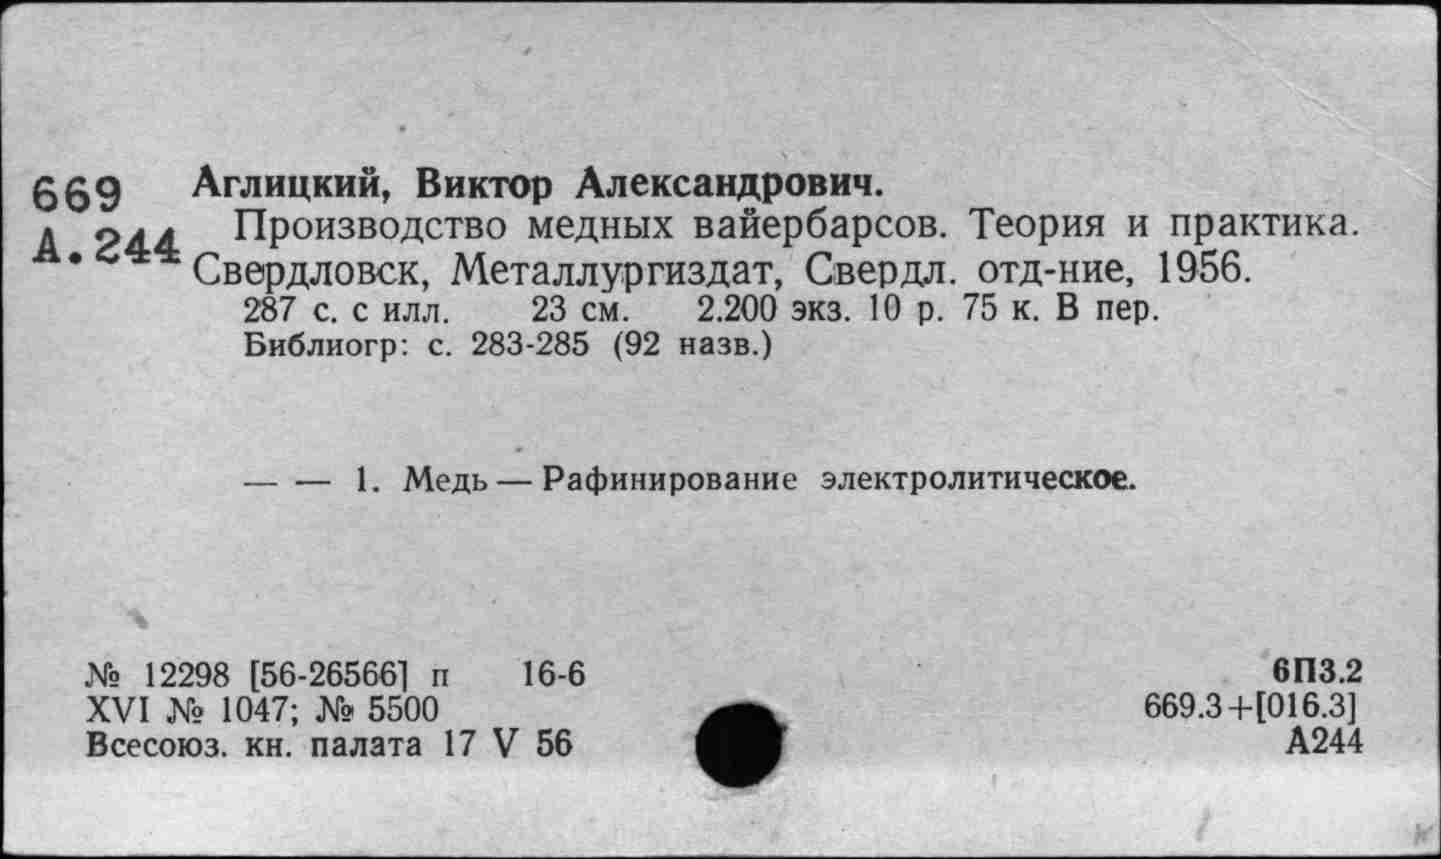 669 Аглицкий, Виктор Александрович.
А.244 Производство медных вайербарсов. Теория и практика.
Свердловск, Металлургиздат, Свердл. отд-ние, 1956.
287 с. с илл. 23 см. 2.200 экз. 10 р. 75 к. В пер.
Библиогр: с. 283-285 (92 назв.)
— — 1. Медь — Рафинирование электролитическое.
№ 12298 [56-26566] п 16-6 6П3.2
XVI № 1047; № 5500 669.3+[016.3]
Всесоюз. кн. палата 17 V 56 А244